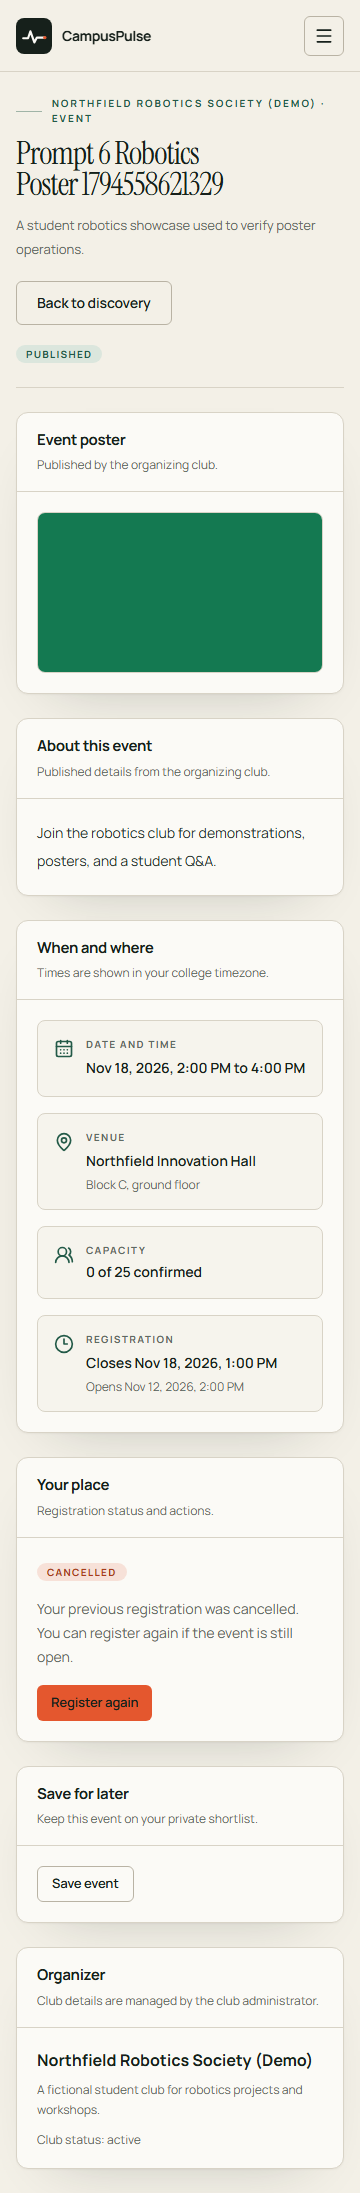 CampusPulse
NORTHFIELD ROBOTICS SOCIETY (DEMO) ·
EVENT
Prompt 6 Robotics
Poster 1794558621329
A student robotics showcase used to verify poster
operations.
Back to discovery
PUBLISHED
Event poster
Published by the organizing club.
About this event
Published details from the organizing club.
Join the robotics club for demonstrations,
posters, and a student Q&A.
When and where
Times are shown in your college timezone.
DATE AND TIME
Nov 18, 2026, 2:00 PM to 4:00 PM
VENUE
Northfield Innovation Hall
Block C, ground floor
CAPACITY
0 of 25 confirmed
REGISTRATION
Closes Nov 18, 2026, 1:00 PM
Opens Nov 12, 2026, 2:00 PM
Your place
Registration status and actions.
CANCELLED
Your previous registration was cancelled.
You can register again if the event is still
open.
Register again
Save for later
Keep this event on your private shortlist.
Save event
Organizer
Club details are managed by the club administrator.
Northfield Robotics Society (Demo)
A fictional student club for robotics projects and
workshops.
Club status: active